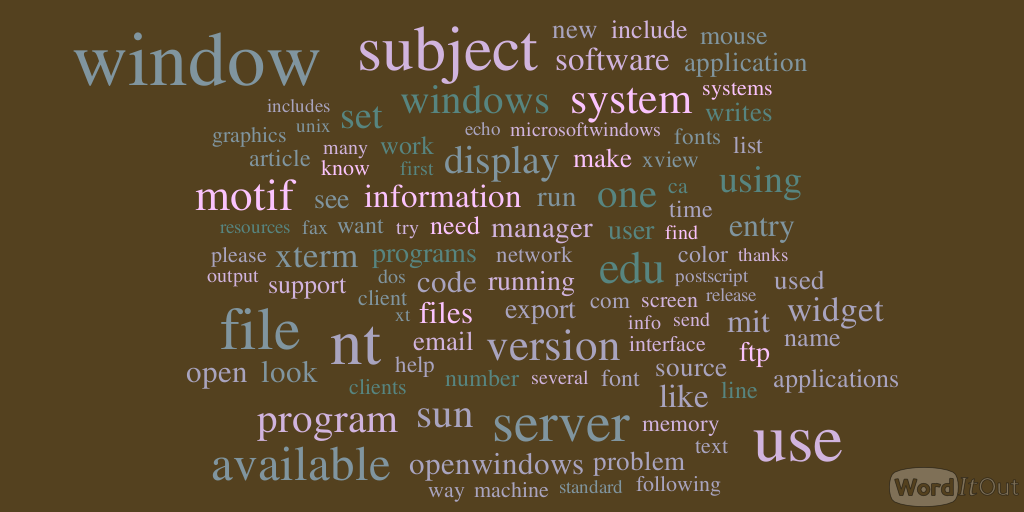 window subject new include mouse
software application
includes set windows system systems
writes
graphics unix echo microsoftwindows fonts list
many work
article know first display make xview
motif see information run one ca using
time
resources fax want try need manager user find entry
please xterm programs network color thanks
output support dos code running edu postscript used
client
xt files export com screen release widget
file nt email version info send mit name
interface ftp
open look help number several font source applications
clients like line
program sun server memory use
text
available openwindows problem
way machine standard following
WordItOut